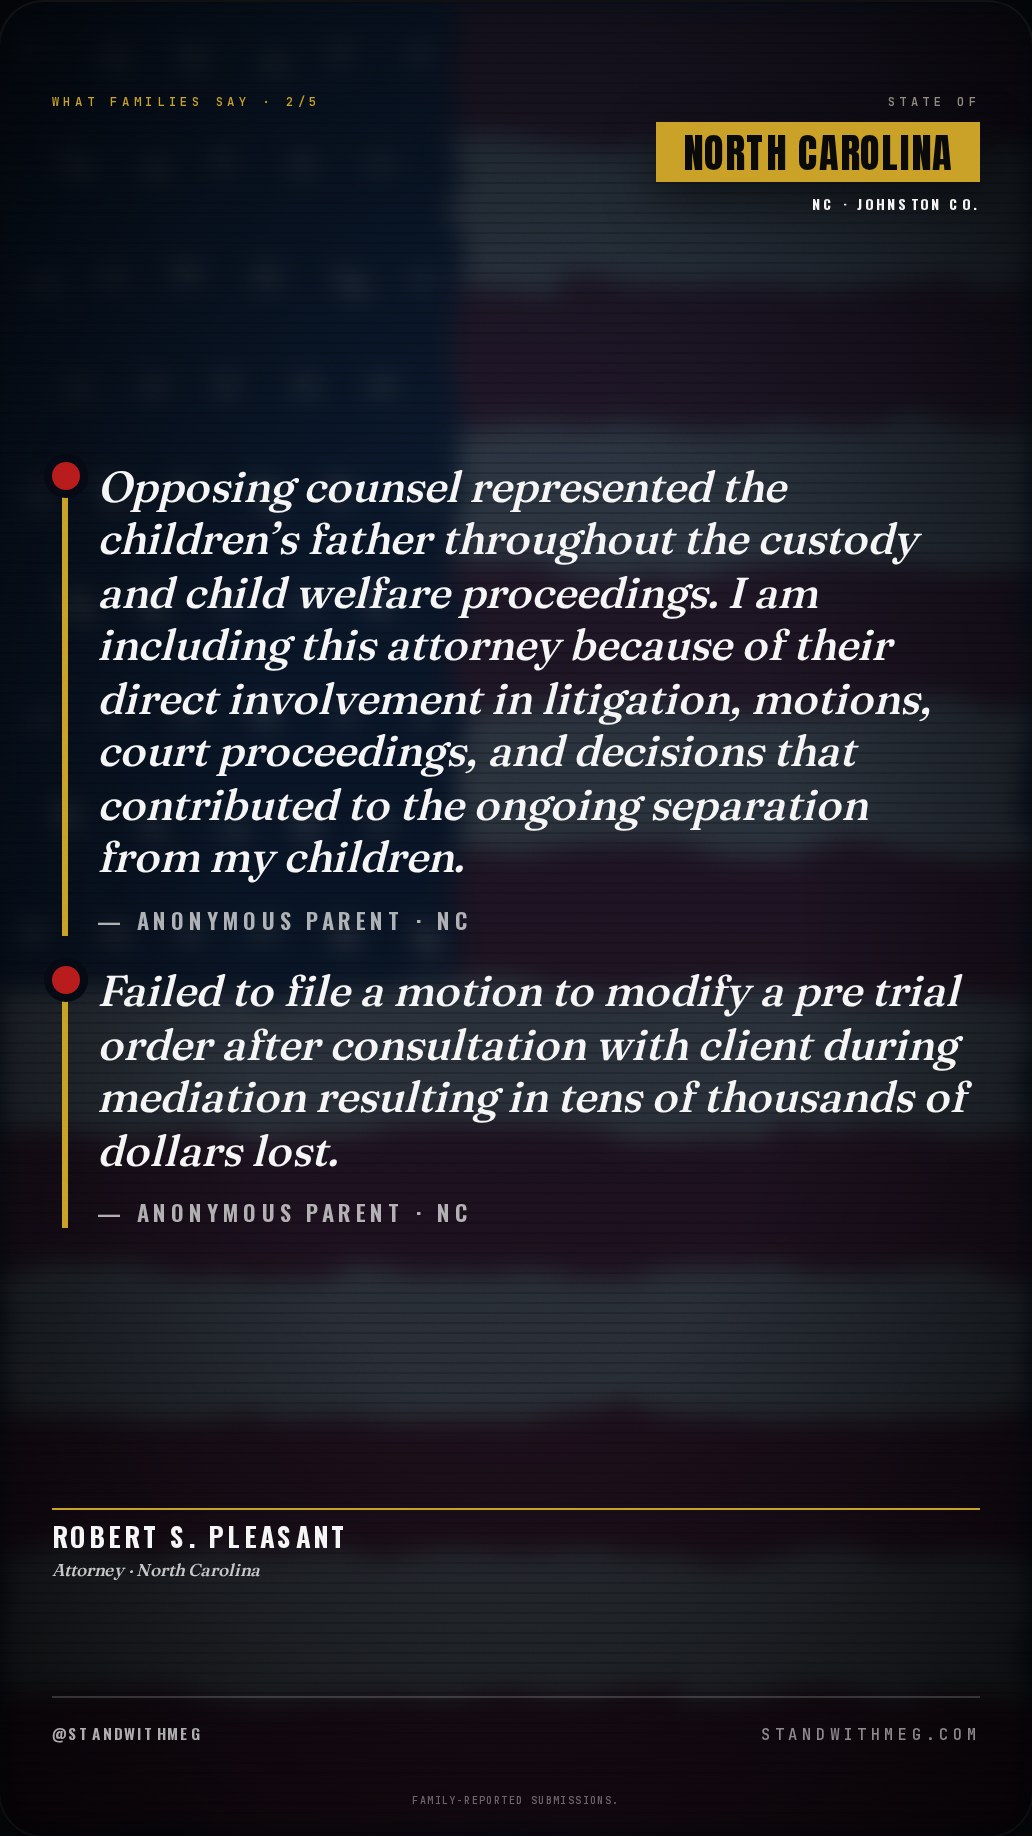 WHAT FAMILIES SAY · 2/5
STATE OF
NORTH CAROLINA
NC · JOHNSTON CO.
Opposing counsel represented the
children’s father throughout the custody
and child welfare proceedings. I am
including this attorney because of their
direct involvement in litigation, motions,
court proceedings, and decisions that
contributed to the ongoing separation
from my children.
— ANONYMOUS PARENT · NC
Failed to file a motion to modify a pre trial
order after consultation with client during
mediation resulting in tens of thousands of
dollars lost.
— ANONYMOUS PARENT · NC
ROBERT S. PLEASANT
Attorney · North Carolina
@STANDWITHMEG
STANDWITHMEG.COM
FAMILY-REPORTED SUBMISSIONS.